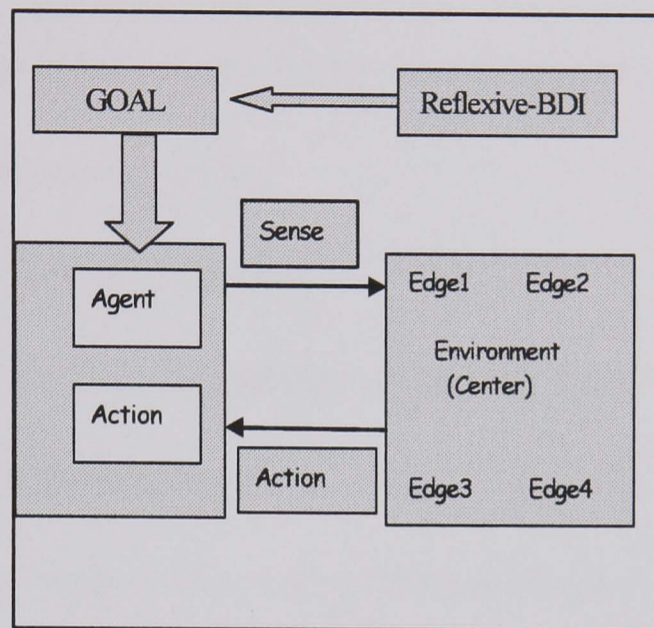 GOAL
Reflexive-BDI
Sense
Agent
Edge1 Edge2
Environment
(Center)
Action
Action
Edge3 Edge4